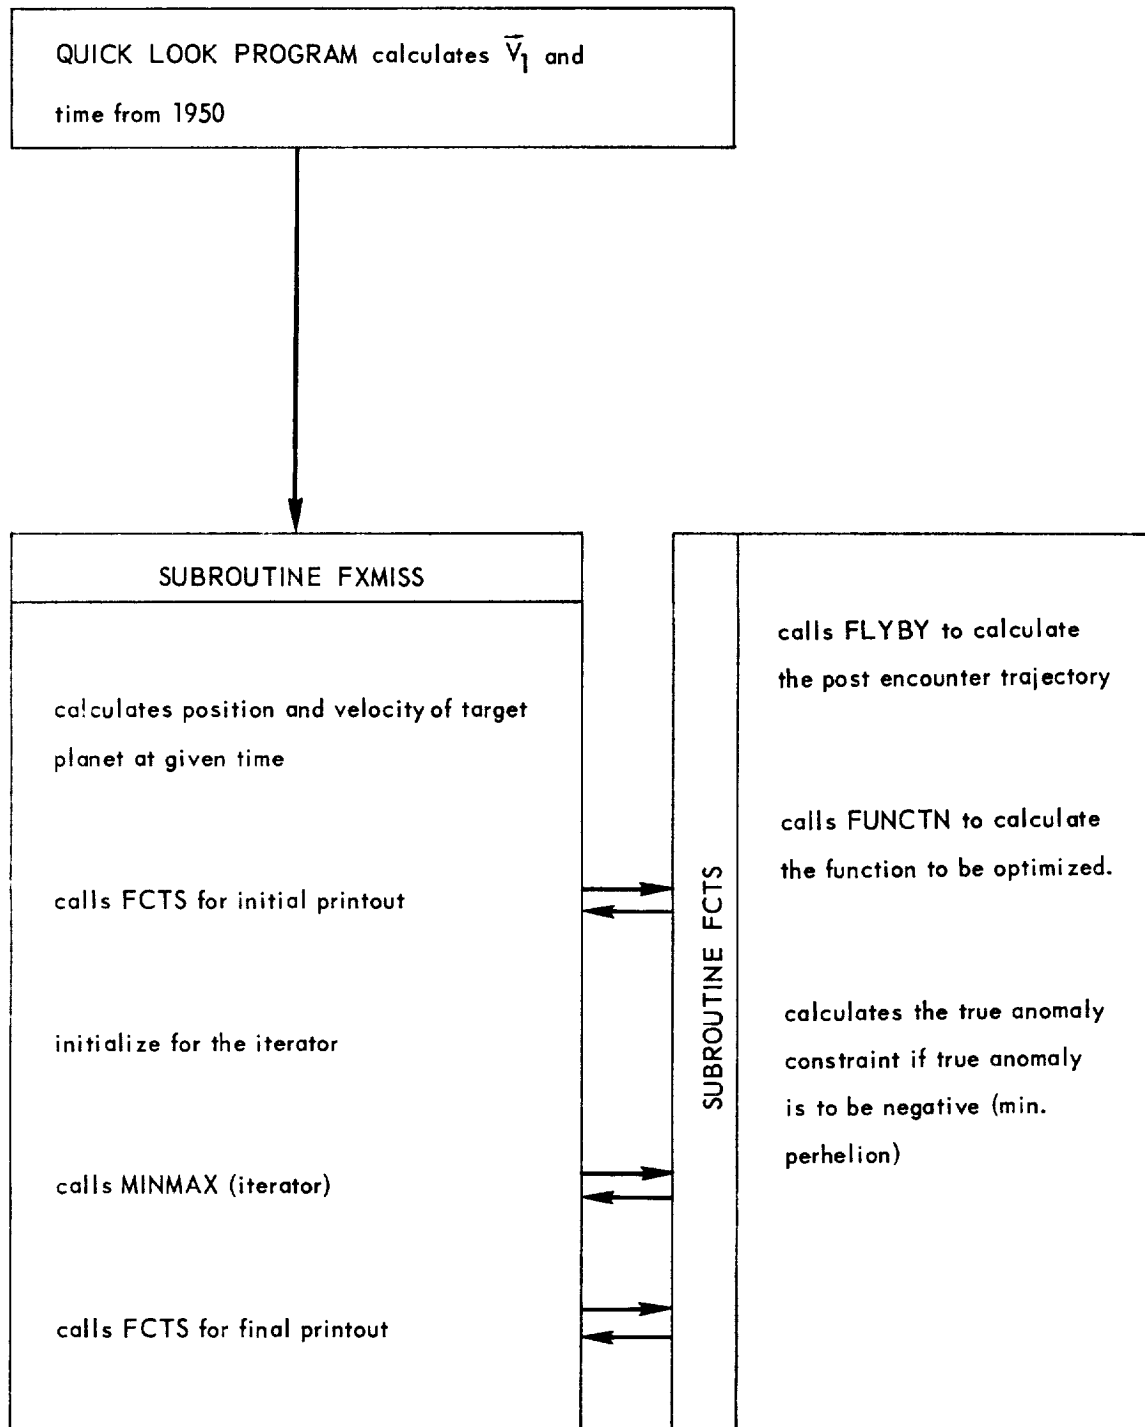 QUICK LOOK PROGRAM calculates V⃗1 and
time from 1950
SUBROUTINE FXMISS
calculates position and velocity of target
planet at given time
calls FCTS for initial printout
initialize for the iterator
calls MINMAX (iterator)
calls FCTS for final printout
SUBROUTINE FCTS
calls FLYBY to calculate
the post encounter trajectory
calls FUNCTN to calculate
the function to be optimized.
calculates the true anomaly
constraint if true anomaly
is to be negative (min.
perhelion)